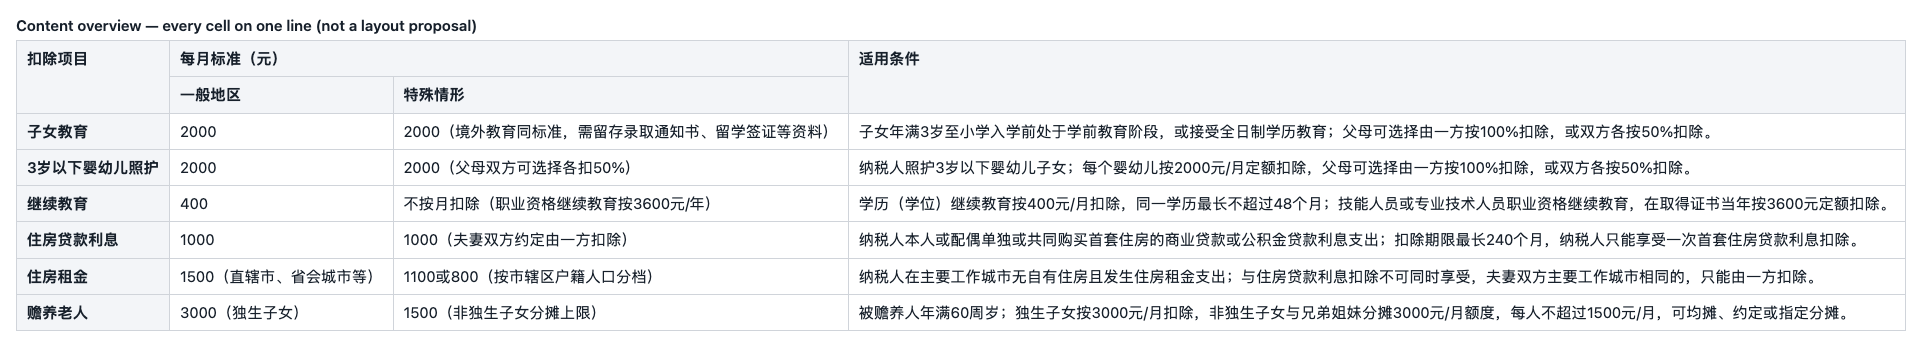 Content overview — every cell on one line (not a layout proposal)
扣除项目 每月标准（元） 适用条件
一般地区 特殊情形
子女教育 2000 2000（境外教育同标准，需留存录取通知书、留学签证等资料） 子女年满3岁至小学入学前处于学前教育阶段，或接受全日制学历教育；父母可选择由一方按100%扣除，或双方各按50%扣除。
3岁以下婴幼儿照护 2000 2000（父母双方可选择各扣50%） 纳税人照护3岁以下婴幼儿子女；每个婴幼儿按2000元/月定额扣除，父母可选择由一方按100%扣除，或双方各按50%扣除。
继续教育 400 不按月扣除（职业资格继续教育按3600元/年） 学历（学位）继续教育按400元/月扣除，同一学历最长不超过48个月；技能人员或专业技术人员职业资格继续教育，在取得证书当年按3600元定额扣除。
住房贷款利息 1000 1000（夫妻双方约定由一方扣除） 纳税人本人或配偶单独或共同购买首套住房的商业贷款或公积金贷款利息支出；扣除期限最长240个月，纳税人只能享受一次首套住房贷款利息扣除。
住房租金 1500（直辖市、省会城市等） 1100或800（按市辖区户籍人口分档） 纳税人在主要工作城市无自有住房且发生住房租金支出；与住房贷款利息扣除不可同时享受，夫妻双方主要工作城市相同的，只能由一方扣除。
赡养老人 3000（独生子女） 1500（非独生子女分摊上限） 被赡养人年满60周岁；独生子女按3000元/月扣除，非独生子女与兄弟姐妹分摊3000元/月额度，每人不超过1500元/月，可均摊、约定或指定分摊。